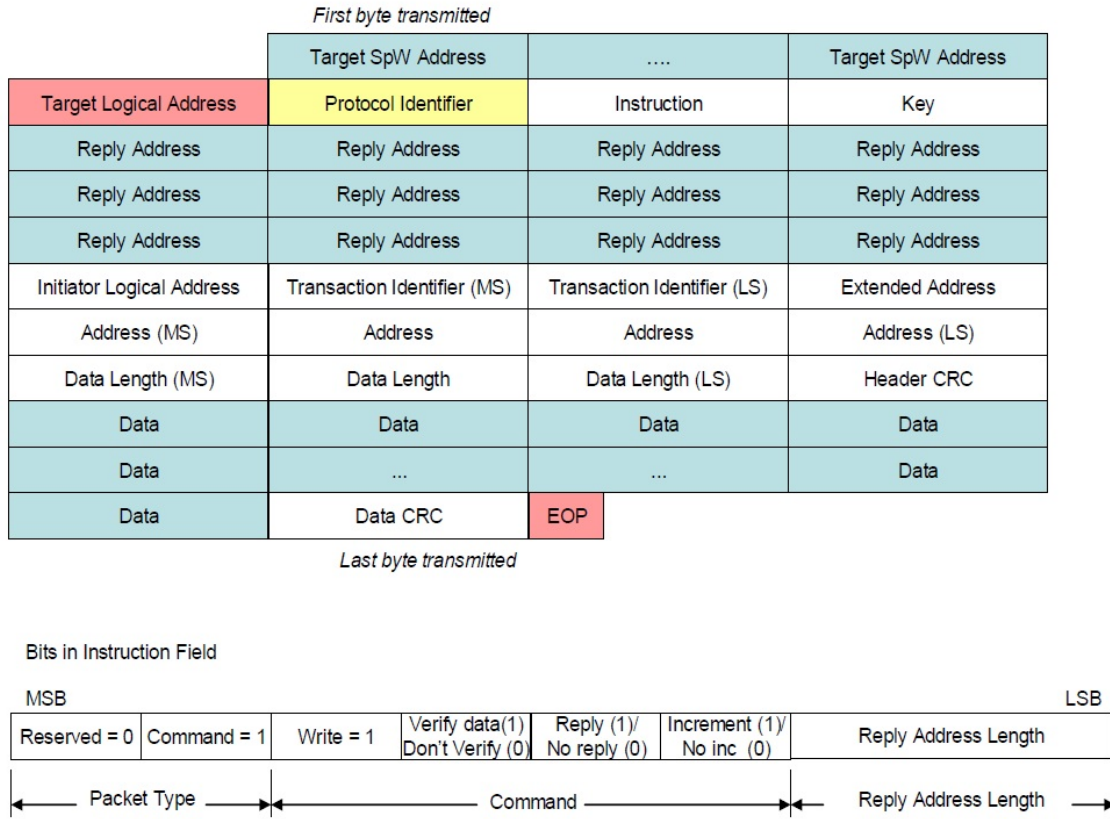 First byte transmitted
Target SpW Address .... Target SpW Address
Target Logical Address Protocol Identifier Instruction Key
Reply Address Reply Address Reply Address Reply Address
Reply Address Reply Address Reply Address Reply Address
Reply Address Reply Address Reply Address Reply Address
Initiator Logical Address Transaction Identifier (MS) Transaction Identifier (LS) Extended Address
Address (MS) Address Address Address (LS)
Data Length (MS) Data Length Data Length (LS) Header CRC
Data Data Data Data
Data ... ... Data
Data Data CRC EOP
Last byte transmitted
Bits in Instruction Field
MSB LSB
Reserved = 0 Command = 1 Write = 1 Verify data(1) Reply (1)/ Increment (1)/ Reply Address Length
Don't Verify (0) No reply (0) No inc (0)
Packet Type Command Reply Address Length